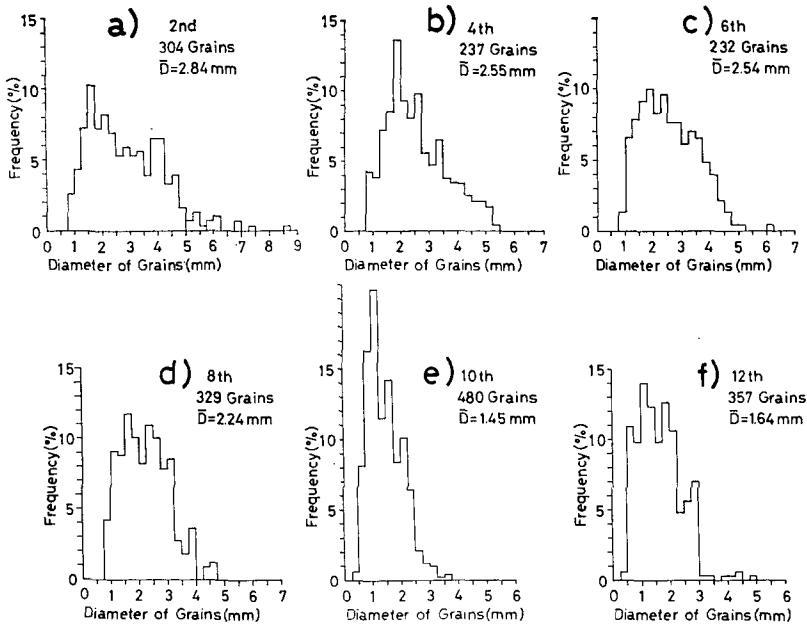 a) 2nd
304 Grains
D̄=2.84 mm
15
10
5
0
Frequency (%)
0 1 2 3 4 5 6 7 8 9
Diameter of Grains (mm)
b) 4th
237 Grains
D̄=2.55mm
15
10
5
0
Frequency (%)
0 1 2 3 4 5 6 7
Diameter of Grains (mm)
c) 6th
232 Grains
D̄=2.54 mm
15
10
5
0
Frequency (%)
0 1 2 3 4 5 6 7
Diameter of Grains (mm)
d) 8th
329 Grains
D̄=2.24 mm
15
10
5
0
Frequency (%)
0 1 2 3 4 5 6 7
Diameter of Grains (mm)
e) 10th
480 Grains
D̄=1.45 mm
15
10
5
0
Frequency (%)
0 1 2 3 4 5 6
Diameter of Grains (mm)
f) 12th
357 Grains
D̄=1.64 mm
15
10
5
0
Frequency (%)
0 1 2 3 4 5 6
Diameter of Grains (mm)